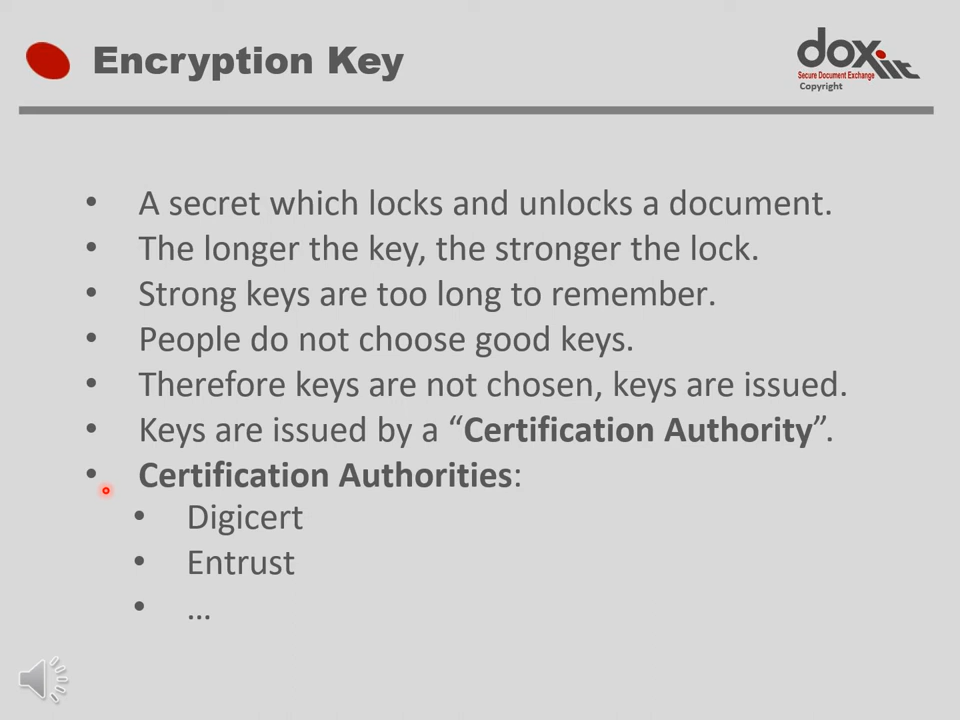 Encryption Key
doxiit
Secure Document Exchange
Copyright
• A secret which locks and unlocks a document.
• The longer the key, the stronger the lock.
• Strong keys are too long to remember.
• People do not choose good keys.
• Therefore keys are not chosen, keys are issued.
• Keys are issued by a “Certification Authority”.
• Certification Authorities:
• Digicert
• Entrust
• …